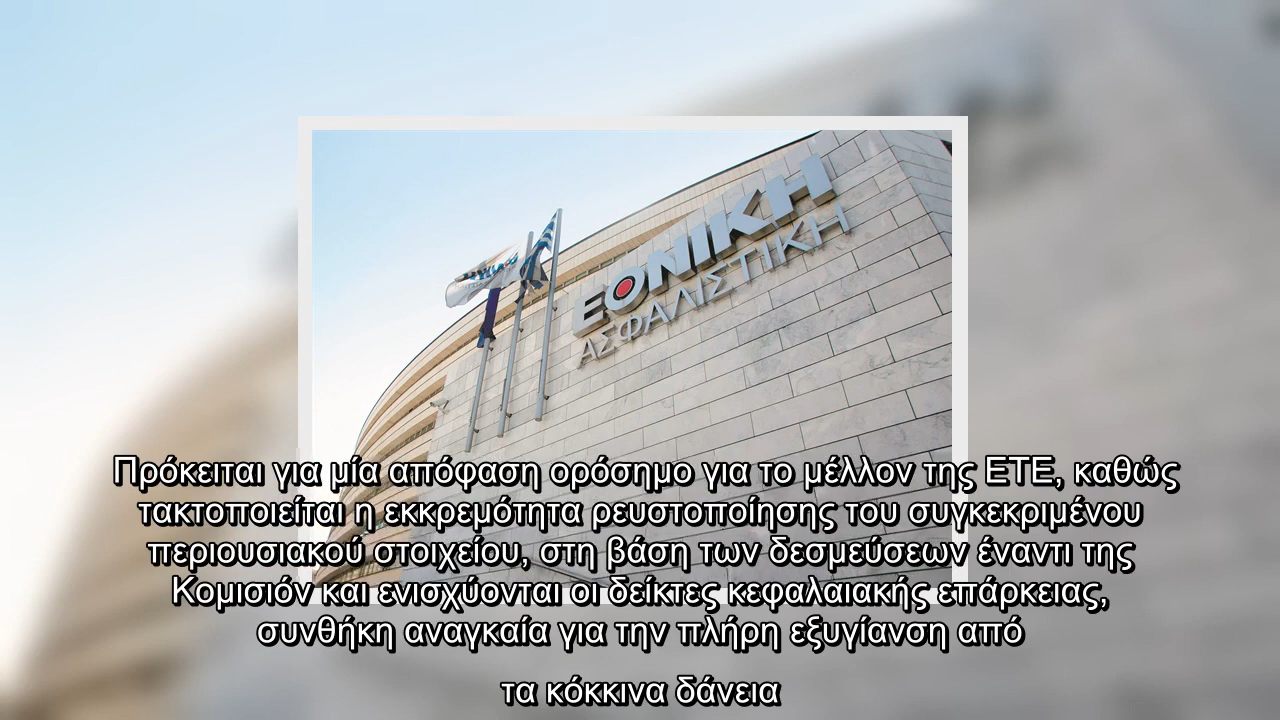 ΕΘΝΙΚΗ
ΑΣΦΑΛΙΣΤΙΚΗ
Πρόκειται για μία απόφαση ορόσημο για το μέλλον της ΕΤΕ, καθώς
τακτοποιείται η εκκρεμότητα ρευστοποίησης του συγκεκριμένου
περιουσιακού στοιχείου, στη βάση των δεσμεύσεων έναντι της
Κομισιόν και ενισχύονται οι δείκτες κεφαλαιακής επάρκειας,
συνθήκη αναγκαία για την πλήρη εξυγίανση από
τα κόκκινα δάνεια